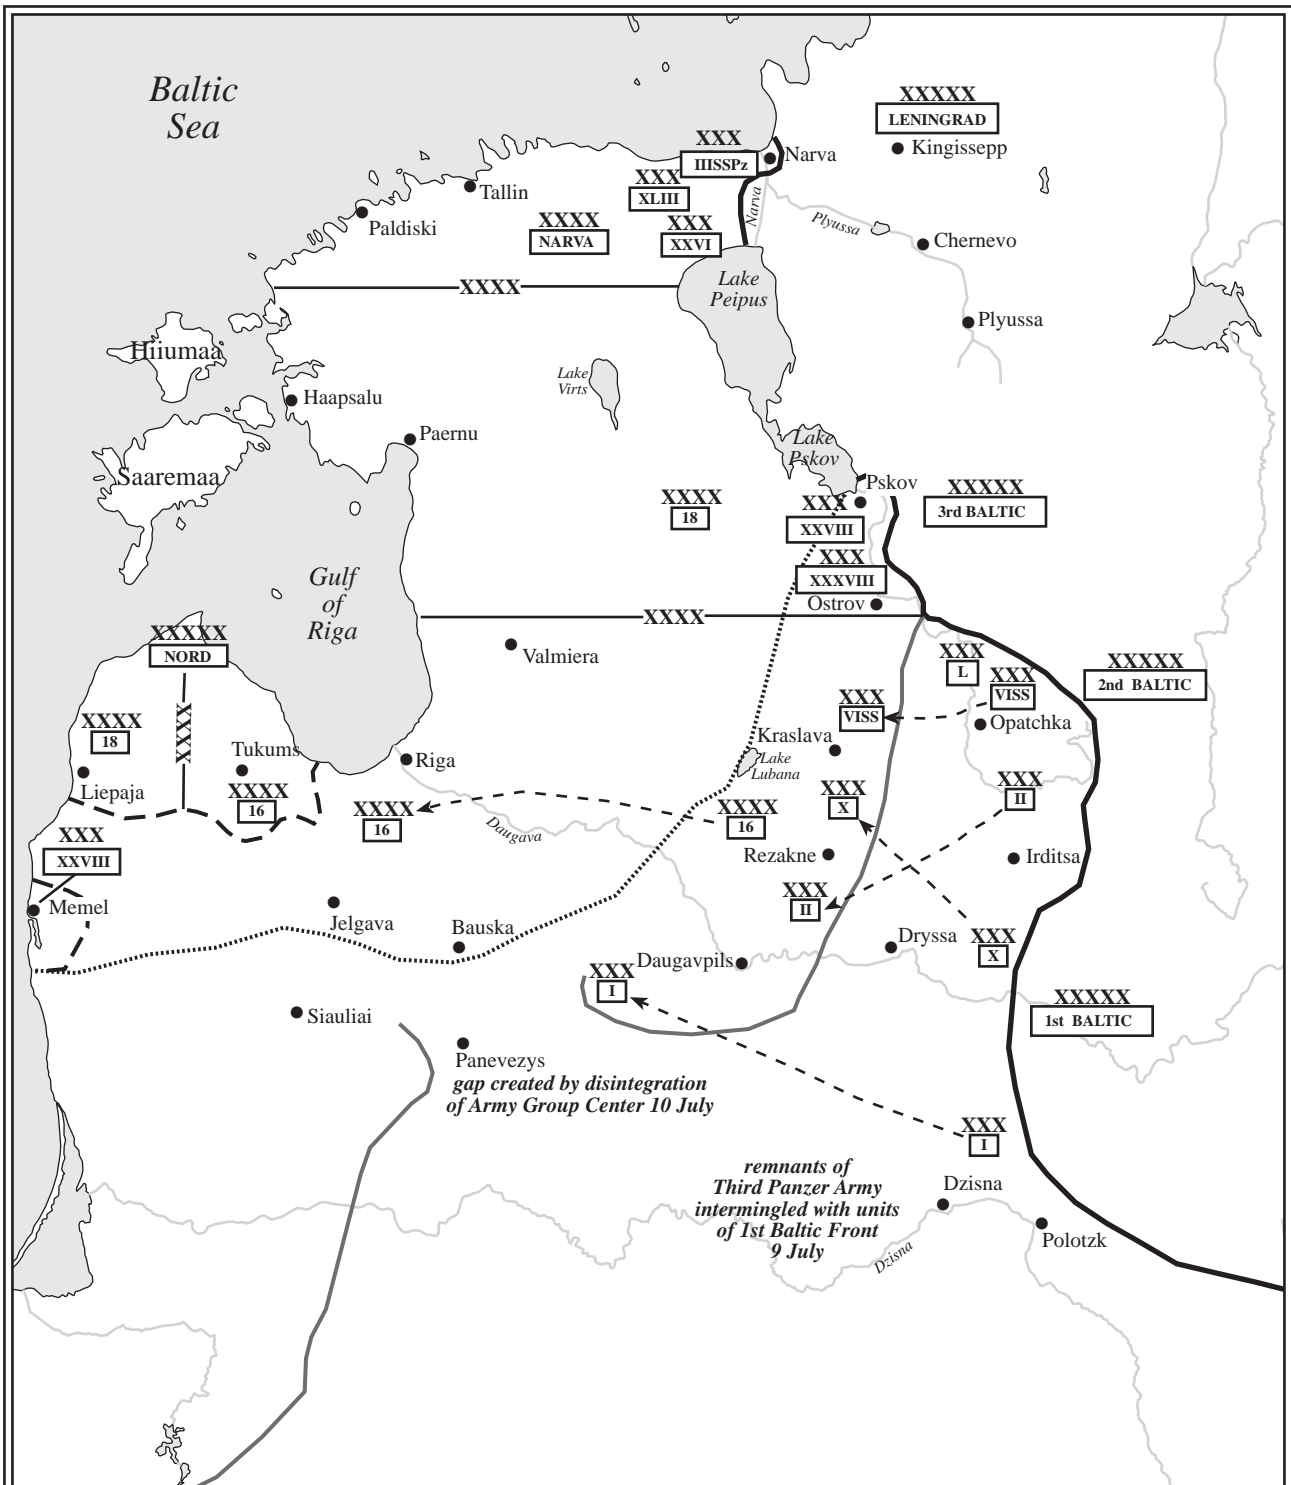 Baltic
Sea
XXXXX
LENINGRAD
Kingissepp
XXX
IIISSPz
Narva
XXX
XLIII
Tallin
Narva
Paldiski
XXXX
NARVA
XXX
XXVI
Plyussa
Chernevo
XXXX
Lake
Peipus
Plyussa
Hiiumaa
Lake
Virts
Haapsalu
Paernu
Lake
Pskov
Saaremaa
Pskov
XXXX
18
XXX
XXVIII
XXXXX
3rd BALTIC
XXX
XXXVIII
Gulf
of
Riga
Ostrov
XXXX
XXXXX
NORD
Valmiera
XXX
L
XXX
VISS
XXXXX
2nd BALTIC
XXX
VISS
Opatchka
XXXX
XXXX
18
Tukums
Riga
Kraslava
Lake
Lubana
Liepaja
XXXX
16
XXXX
16
Daugava
XXXX
16
XXX
X
XXX
II
XXX
XXVIII
Rezakne
Irditsa
Memel
Jelgava
Bauska
XXX
II
Dryssa
XXX
X
Daugavpils
XXX
I
XXXXX
1st BALTIC
Siauliai
Panevezys
gap created by disintegration
of Army Group Center 10 July
XXX
I
remnants of
Third Panzer Army
intermingled with units
of 1st Baltic Front
9 July
Dzisna
Polotzk
Dzisna